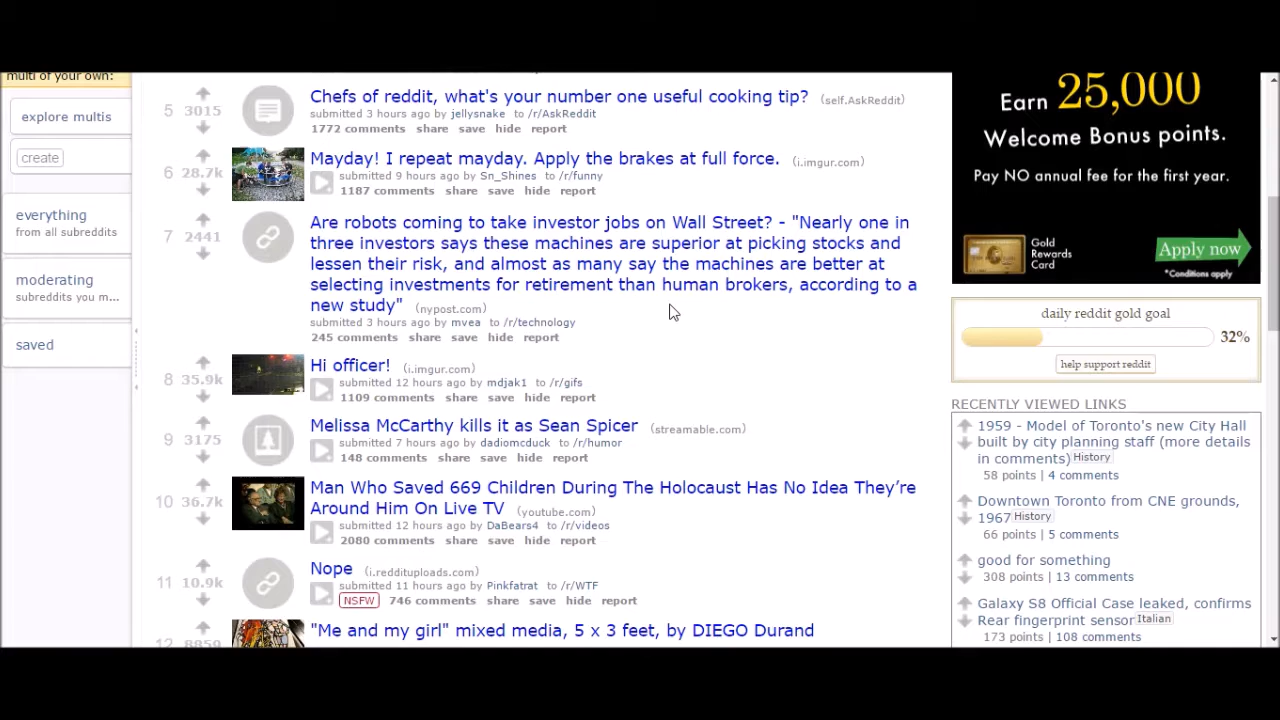 multi of your own:
explore multis
create
everything
from all subreddits
moderating
subreddits you m...
saved
5 3015
Chefs of reddit, what's your number one useful cooking tip? (self.AskReddit)
submitted 3 hours ago by jellysnake to /r/AskReddit
1772 comments share save hide report
6 28.7k
Mayday! I repeat mayday. Apply the brakes at full force. (i.imgur.com)
submitted 9 hours ago by Sn_Shines to /r/funny
1187 comments share save hide report
7 2441
Are robots coming to take investor jobs on Wall Street? - "Nearly one in
three investors says these machines are superior at picking stocks and
lessen their risk, and almost as many say the machines are better at
selecting investments for retirement than human brokers, according to a
new study" (nypost.com)
submitted 3 hours ago by mvea to /r/technology
245 comments share save hide report
8 35.9k
Hi officer! (i.imgur.com)
submitted 12 hours ago by mdjak1 to /r/gifs
1109 comments share save hide report
9 3175
Melissa McCarthy kills it as Sean Spicer (streamable.com)
submitted 7 hours ago by dadiomcduck to /r/humor
148 comments share save hide report
10 36.7k
Man Who Saved 669 Children During The Holocaust Has No Idea They're
Around Him On Live TV (youtube.com)
submitted 12 hours ago by DaBears4 to /r/videos
2080 comments share save hide report
11 10.9k
Nope (i.reddituploads.com)
submitted 11 hours ago by Pinkfatrat to /r/WTF
NSFW 746 comments share save hide report
12 8859
"Me and my girl" mixed media, 5 x 3 feet, by DIEGO Durand
Earn 25,000
Welcome Bonus points.
Pay NO annual fee for the first year.
Gold
Rewards
Card
Apply now
*Conditions apply
daily reddit gold goal
32%
help support reddit
RECENTLY VIEWED LINKS
1959 - Model of Toronto's new City Hall
built by city planning staff (more details
in comments) History
58 points | 4 comments
Downtown Toronto from CNE grounds,
1967 History
66 points | 5 comments
good for something
308 points | 13 comments
Galaxy S8 Official Case leaked, confirms
Rear fingerprint sensor Italian
173 points | 108 comments